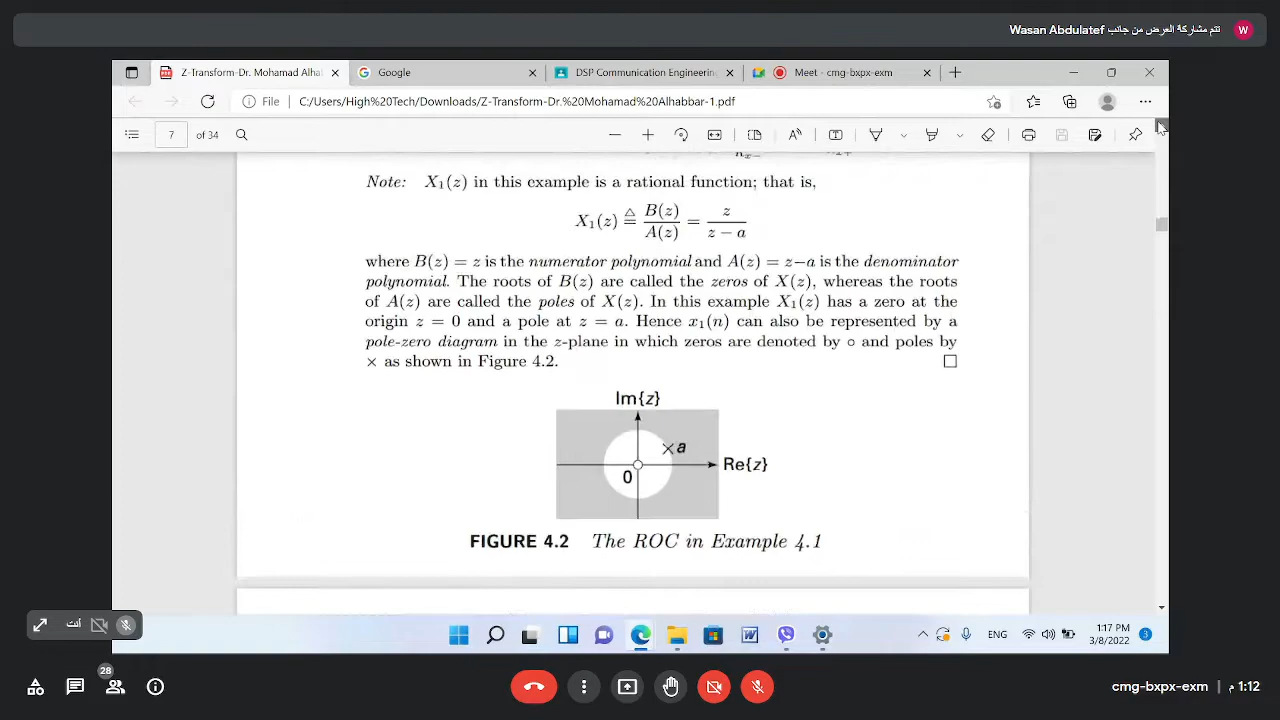 تتم مشاركة العرض من جانب Wasan Abdulatef
W
Z-Transform-Dr. Mohamad Alha
Google
DSP Communication Engineerin
Meet - cmg-bxpx-exm
File
C:/Users/High%20Tech/Downloads/Z-Transform-Dr.%20Mohamad%20Alhabbar-1.pdf
7 of 34
Note: X₁(z) in this example is a rational function; that is,
X₁(z) ≜ B(z)/A(z) = z/(z − a)
where B(z) = z is the numerator polynomial and A(z) = z−a is the denominator
polynomial. The roots of B(z) are called the zeros of X(z), whereas the roots
of A(z) are called the poles of X(z). In this example X₁(z) has a zero at the
origin z = 0 and a pole at z = a. Hence x₁(n) can also be represented by a
pole-zero diagram in the z-plane in which zeros are denoted by ∘ and poles by
× as shown in Figure 4.2. □
Im{z}
×a
0
Re{z}
FIGURE 4.2 The ROC in Example 4.1
أنت
ENG
1:17 PM
3/8/2022
3
28
cmg-bxpx-exm | 1:12 م